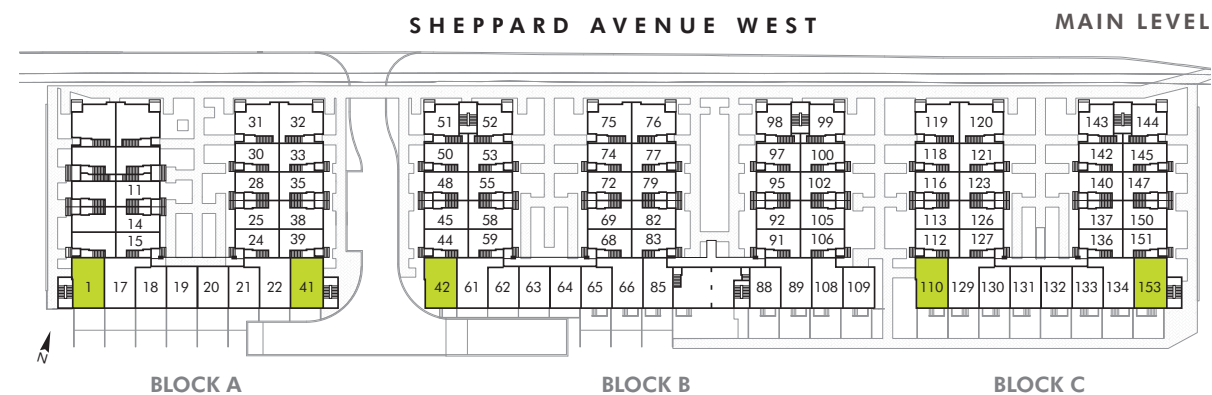 SHEPPARD AVENUE WEST
MAIN LEVEL
31 32 51 52 75 76 98 99 119 120 143 144
30 33 50 53 74 77 97 100 118 121 142 145
11 28 35 48 55 72 79 95 102 116 123 140 147
14 25 38 45 58 69 82 92 105 113 126 137 150
15 24 39 44 59 68 83 91 106 112 127 136 151
1 17 18 19 20 21 22 41 42 61 62 63 64 65 66 85 88 89 108 109 110 129 130 131 132 133 134 153
N
BLOCK A BLOCK B BLOCK C